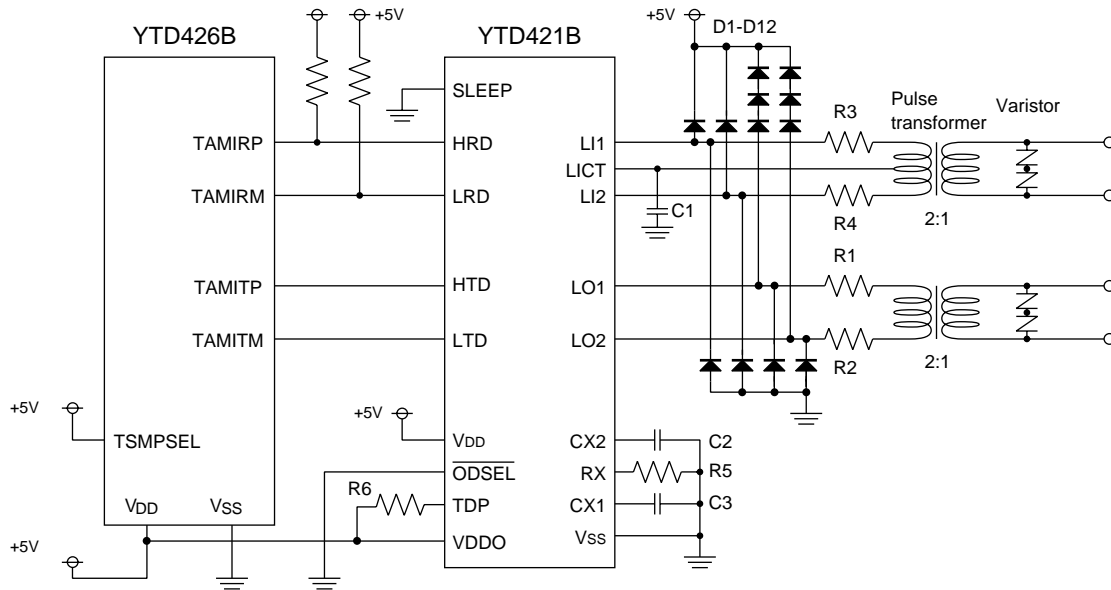 +5V
+5V
D1-D12
YTD426B
YTD421B
SLEEP
Pulse
transformer
Varistor
R3
TAMIRP
HRD
LI1
LICT
TAMIRM
LRD
LI2
C1
R4
2:1
R1
TAMITP
HTD
LO1
TAMITM
LTD
LO2
R2
2:1
+5V
+5V
TSMPSEL
VDD
CX2
C2
ODSEL
RX
R5
R6
VDD
VSS
TDP
CX1
C3
+5V
VDDO
VSS